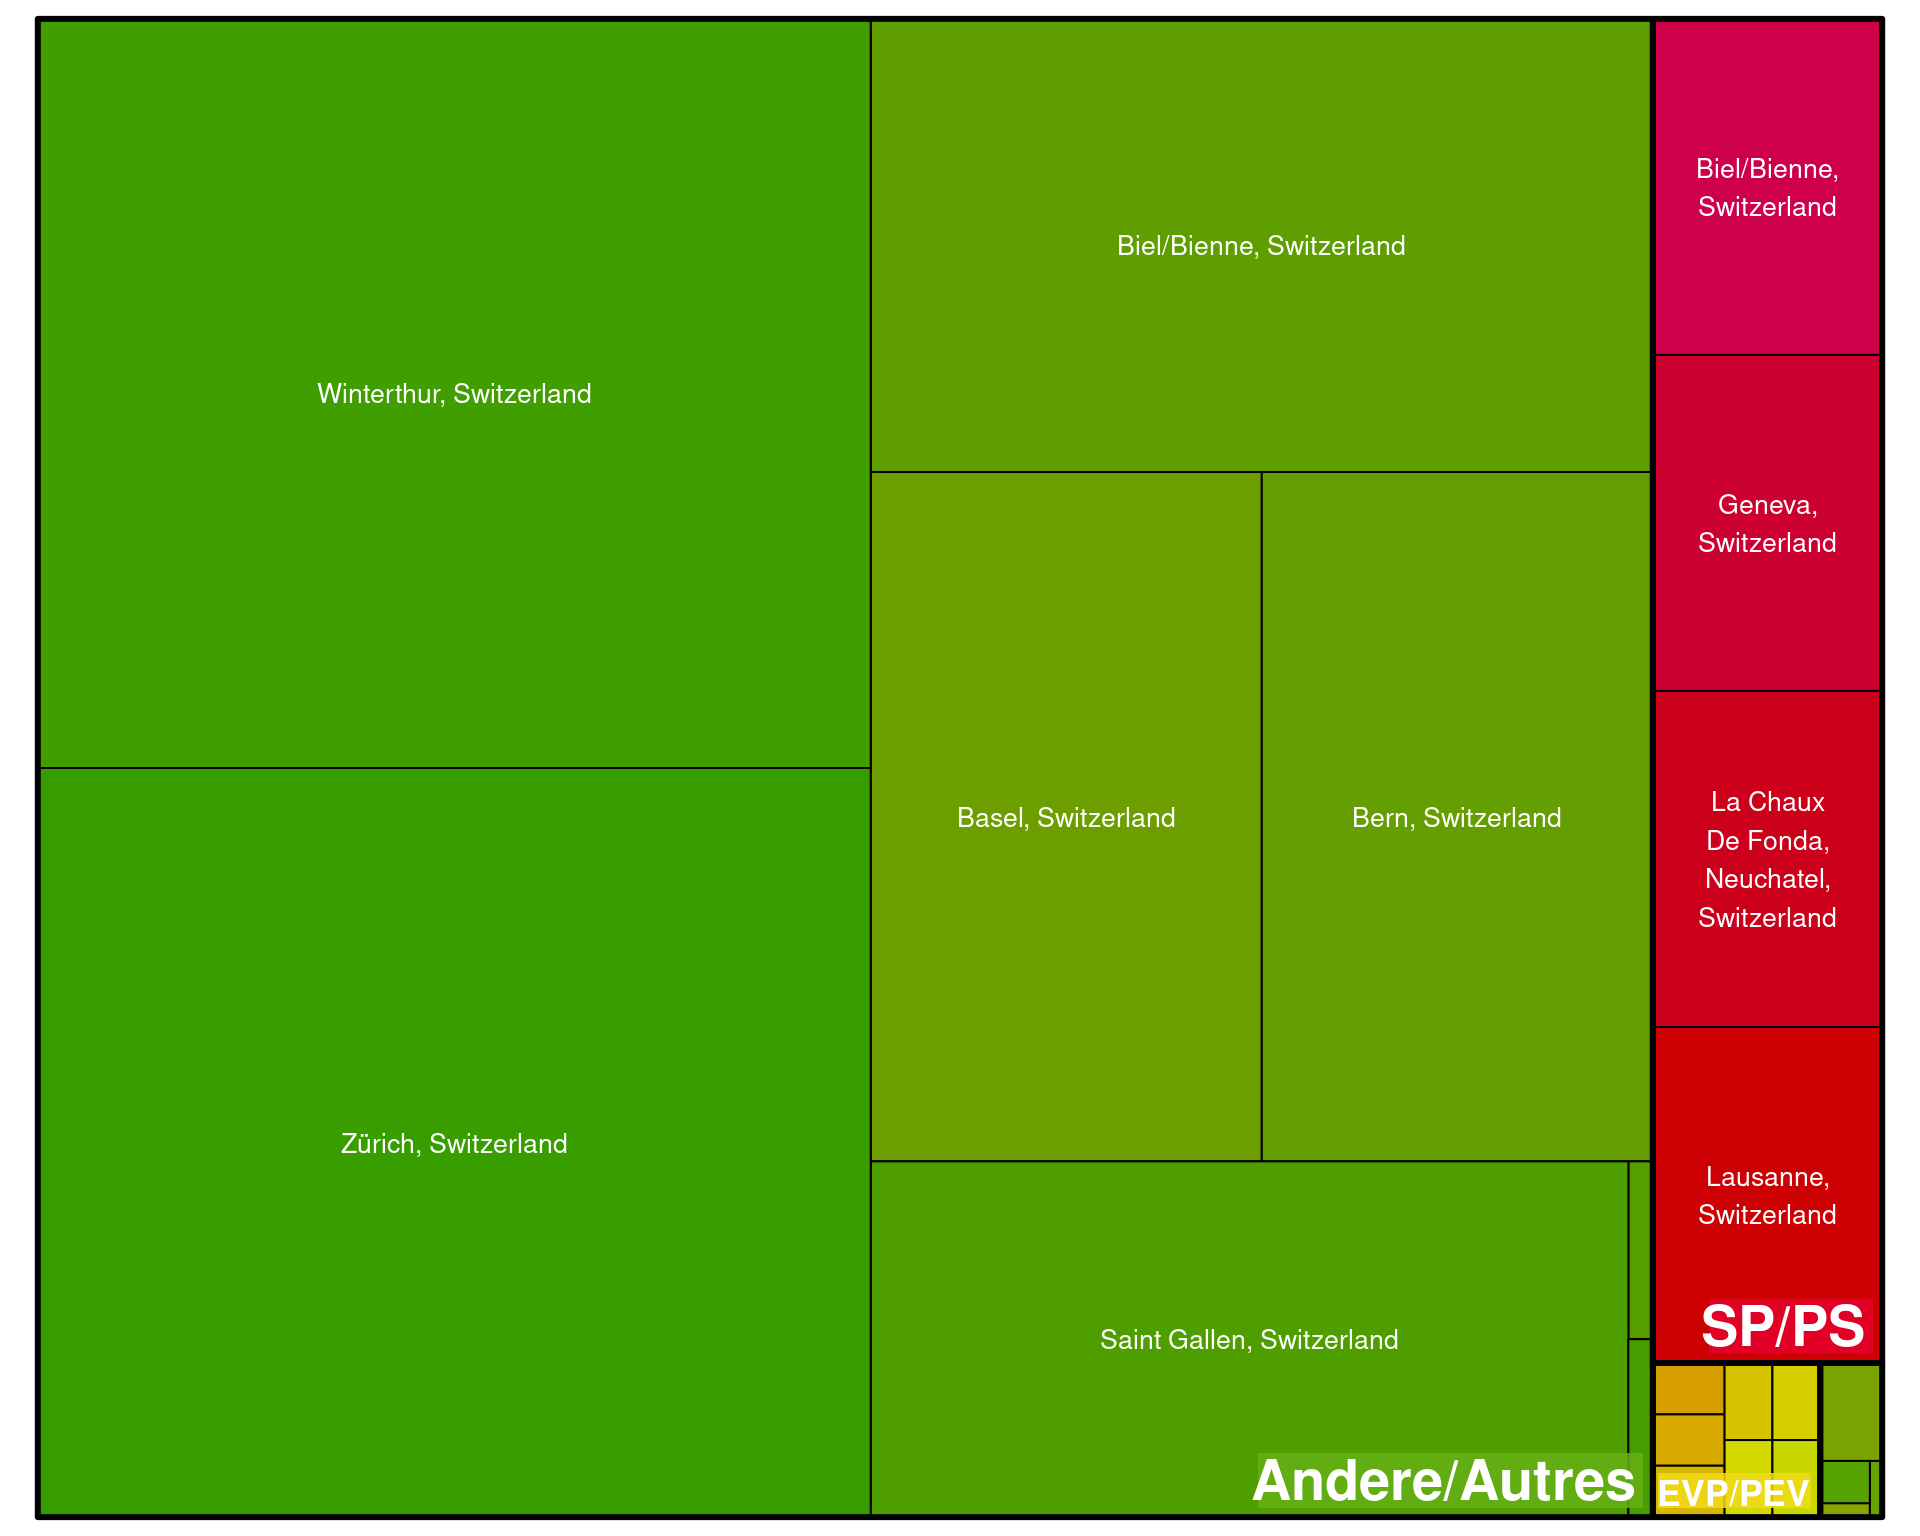 Winterthur, Switzerland
Zürich, Switzerland
Biel/Bienne, Switzerland
Basel, Switzerland
Bern, Switzerland
Saint Gallen, Switzerland
Andere/Autres
Biel/Bienne,
Switzerland
Geneva,
Switzerland
La Chaux
De Fonda,
Neuchatel,
Switzerland
Lausanne,
Switzerland
SP/PS
EVP/PEV